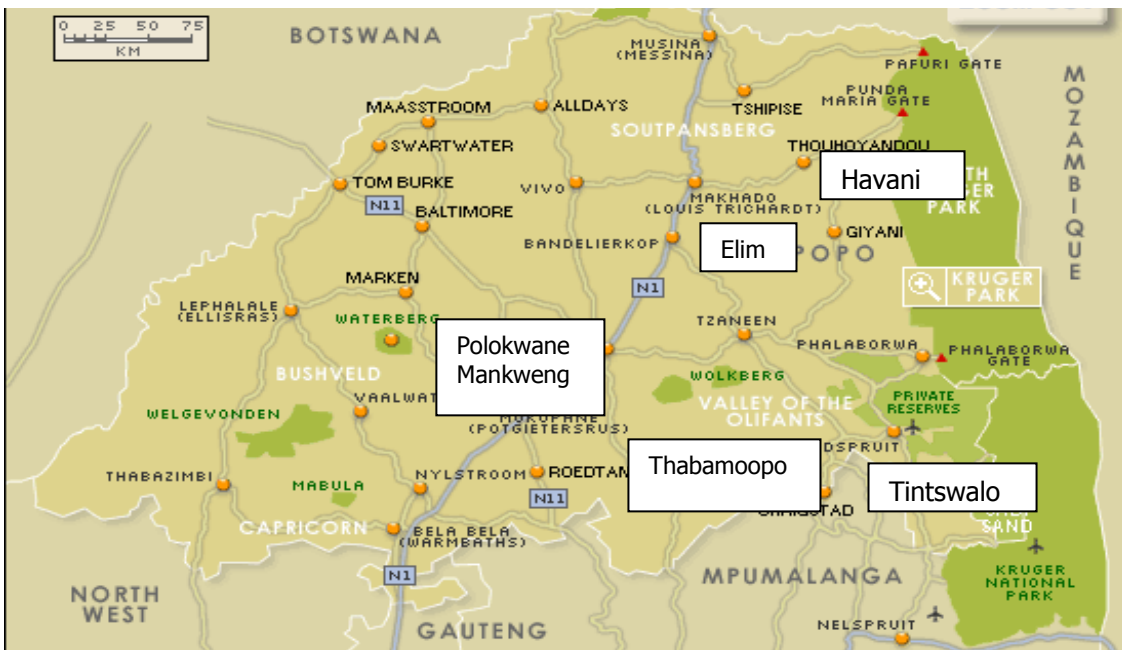 0 25 50 75
KM
BOTSWANA
MUSINA
(MESSINA)
PAFURI GATE
MOZAMBIQUE
PUNDA
MARIA GATE
TSHIPISE
ALLDAYS
MAASSTROOM
SOUTPANSBERG
SWARTWATER
THOUHOYANDOU
Havani
TOM BURKE
VIVO
MAKHADO
(LOUIS TRICHARDT)
PARK
N11
BALTIMORE
BANDELIERKOP
Elim
GIYANI
POPO
MARKEN
N1
KRUGER
PARK
LEPHALALE
(ELLISRAS)
WATERBERG
TZANEEN
Polokwane
Mankweng
PHALABORWA
PHALABORWA
GATE
BUSHVELD
WOLKBERG
PRIVATE
RESERVES
VALLEY OF THE
OLIFANTS
WELGEVONDEN
(POTGIETERSRUS)
Thabamoopo
Tintswalo
THABAZIMBI
MABULA
NYLSTROOM
N11
SAND
CAPRICORN
BELA BELA
(WARMBATHS)
N1
MPUMALANGA
KRUGER
NATIONAL
PARK
NORTH
WEST
GAUTENG
NELSPRUIT